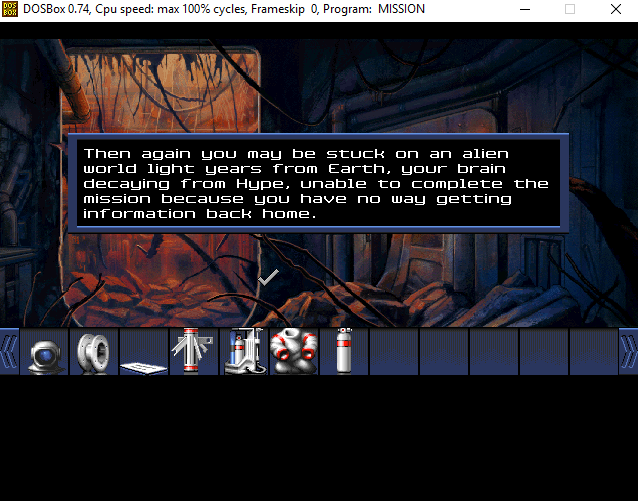 DOS
BOX
DOSBox 0.74, Cpu speed: max 100% cycles, Frameskip 0, Program: MISSION
Then again you may be stuck on an alien
world light years from Earth, your brain
decaying from Hype, unable to complete the
mission because you have no way getting
information back home.